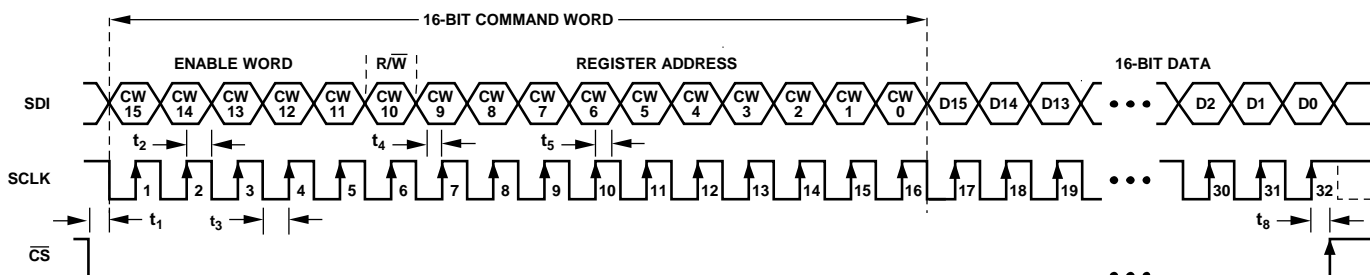 16-BIT COMMAND WORD
ENABLE WORD R/W̅ REGISTER ADDRESS 16-BIT DATA
SDI CW 15 CW 14 CW 13 CW 12 CW 11 CW 10 CW 9 CW 8 CW 7 CW 6 CW 5 CW 4 CW 3 CW 2 CW 1 CW 0 D15 D14 D13 • • • D2 D1 D0
t2 t4 t5
SCLK 1 2 3 4 5 6 7 8 9 10 11 12 13 14 15 16 17 18 19 • • • 30 31 32
t1 t3 t8
C̅S̅ • • •